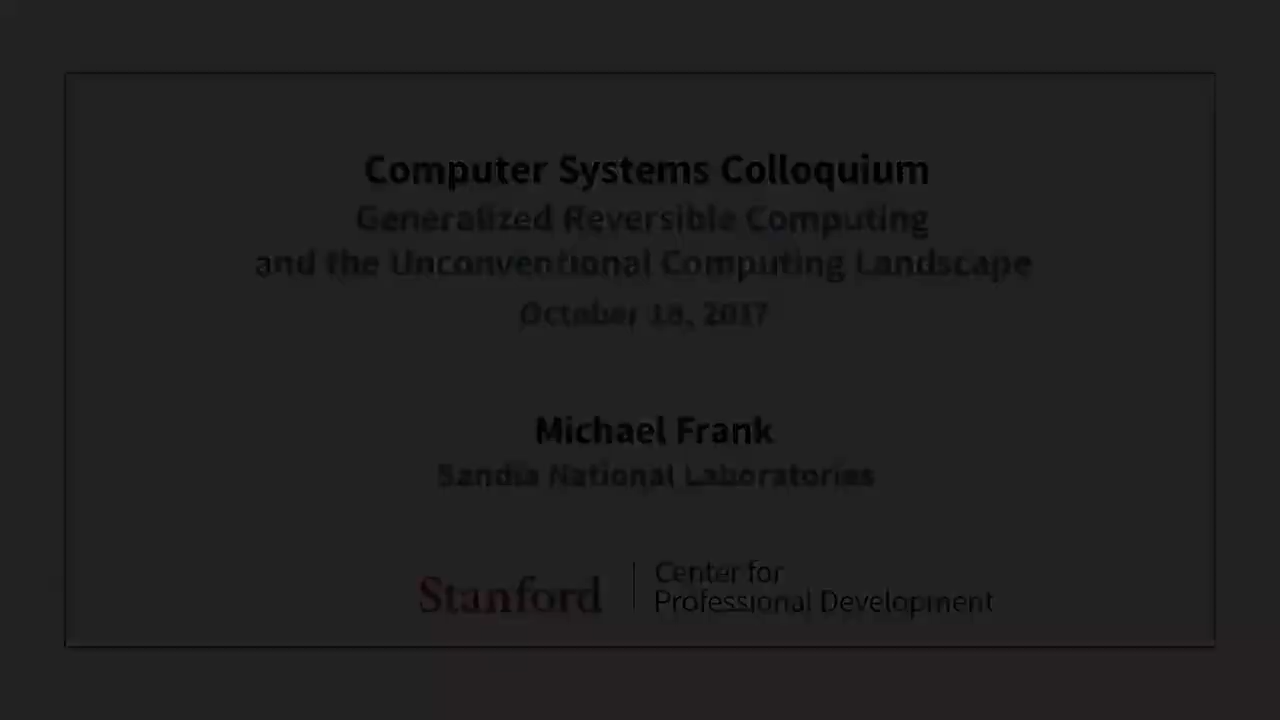 Computer Systems Colloquium
Generalized Reversible Computing
and the Unconventional Computing Landscape
October 18, 2017
Michael Frank
Sandia National Laboratories
Stanford
Center for
Professional Development